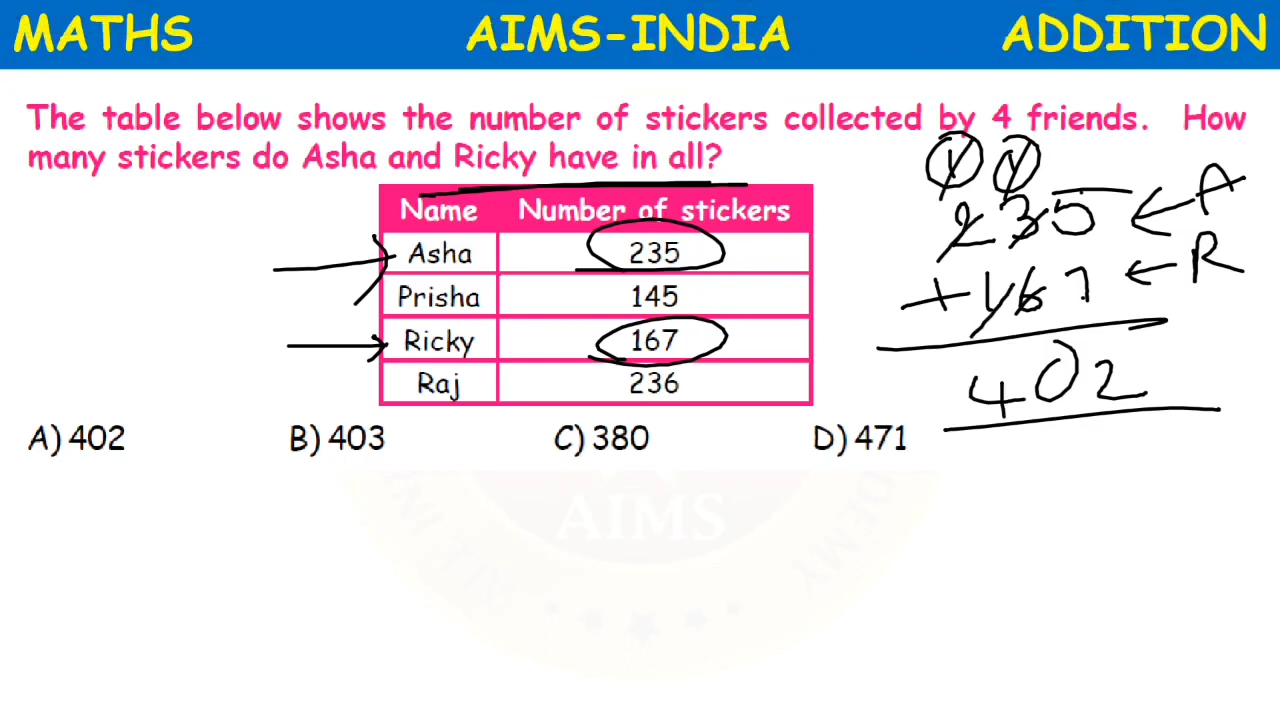 MATHS AIMS-INDIA ADDITION
The table below shows the number of stickers collected by 4 friends. How
many stickers do Asha and Ricky have in all?
Name Number of stickers
Asha 235
Prisha 145
Ricky 167
Raj 236
A) 402 B) 403 C) 380 D) 471
1 1
235 ← A
+167 ← R
402
AIMS